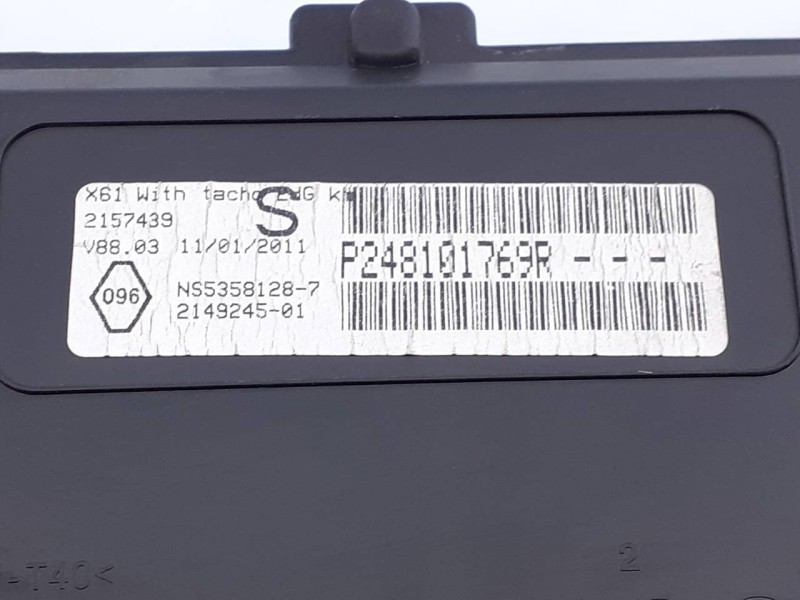 X61 With tacho
S
2157439
V88.03 11/01/2011
P248101769R - - -
096
NS5358128-7
2149245-01
-T40<
2